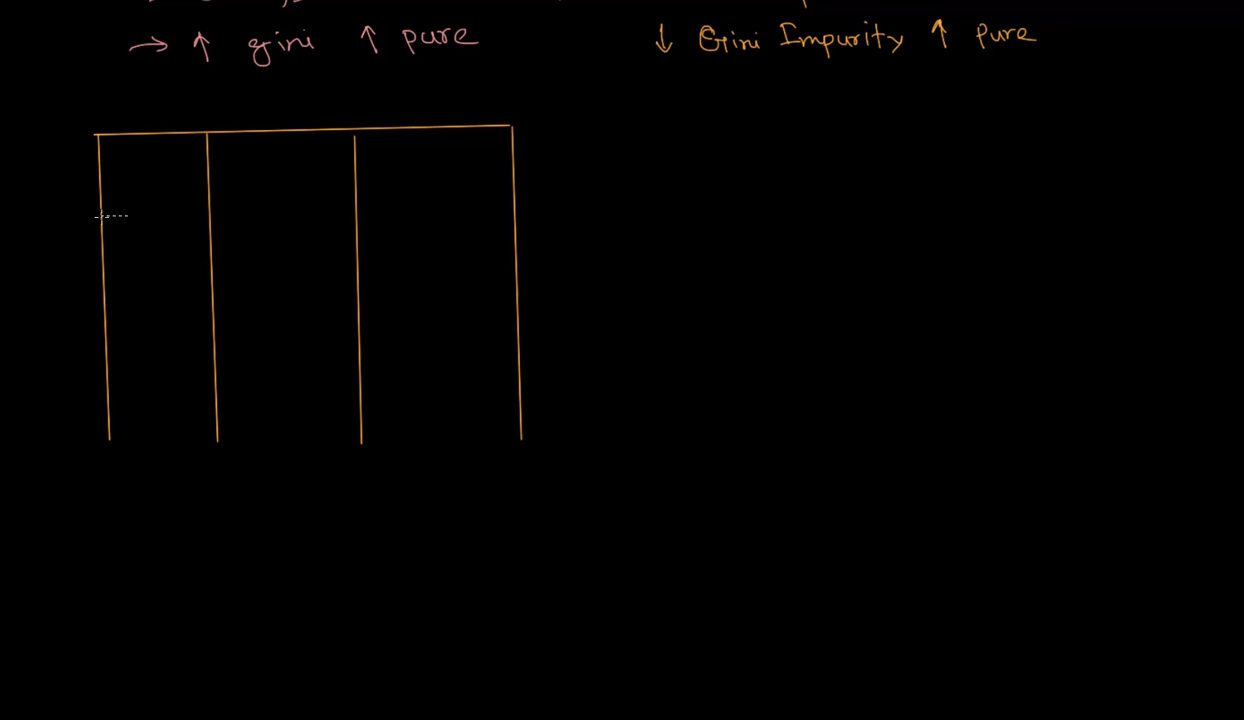 → ↑ gini ↑ pure
↓ Gini Impurity ↑ Pure